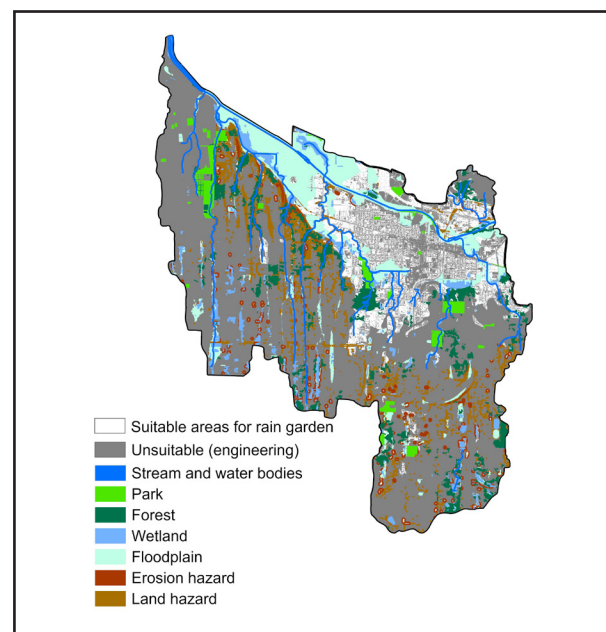 Suitable areas for rain garden
Unsuitable (engineering)
Stream and water bodies
Park
Forest
Wetland
Floodplain
Erosion hazard
Land hazard